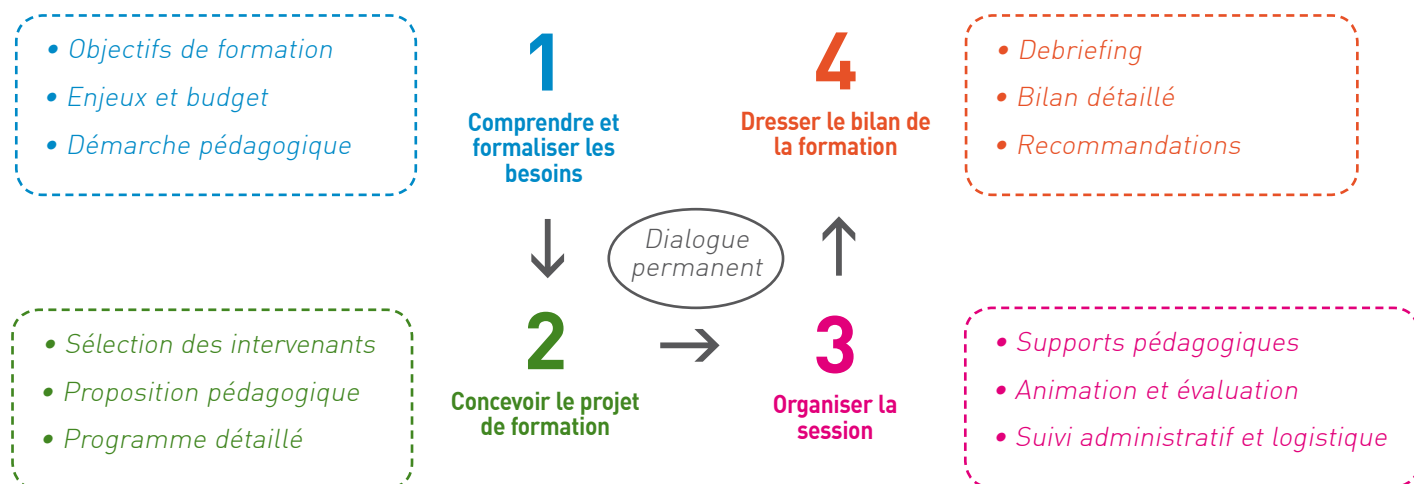 • Objectifs de formation
• Enjeux et budget
• Démarche pédagogique
1
Comprendre et
formaliser les
besoins
4
Dresser le bilan de
la formation
• Debriefing
• Bilan détaillé
• Recommandations
↓
Dialogue
permanent
↑
• Sélection des intervenants
• Proposition pédagogique
• Programme détaillé
2
Concevoir le projet
de formation
→
3
Organiser la
session
• Supports pédagogiques
• Animation et évaluation
• Suivi administratif et logistique